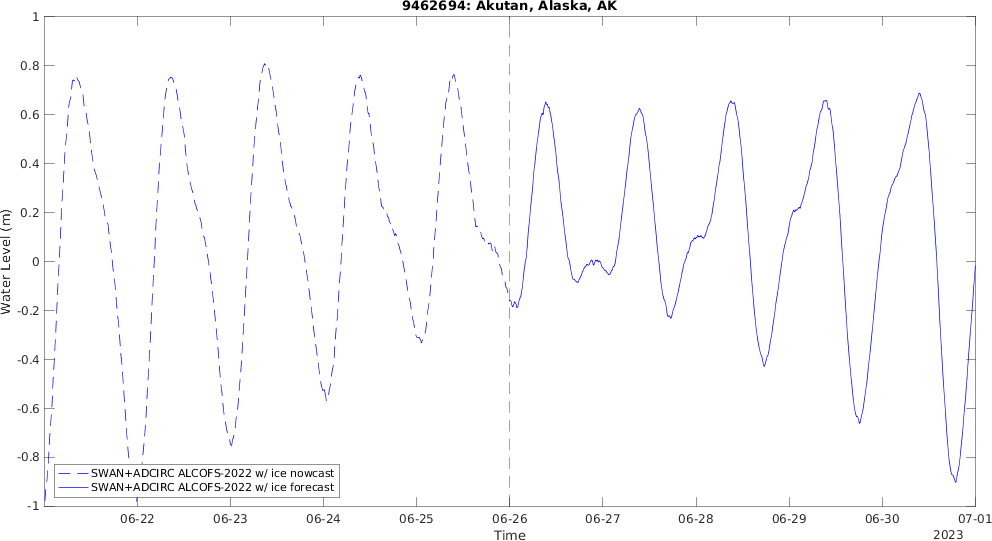 9462694: Akutan, Alaska, AK
Water Level (m)
1
0.8
0.6
0.4
0.2
0
-0.2
-0.4
-0.6
-0.8
-1
SWAN+ADCIRC ALCOFS-2022 w/ ice nowcast
SWAN+ADCIRC ALCOFS-2022 w/ ice forecast
06-22 06-23 06-24 06-25 06-26 06-27 06-28 06-29 06-30 07-01
Time
2023